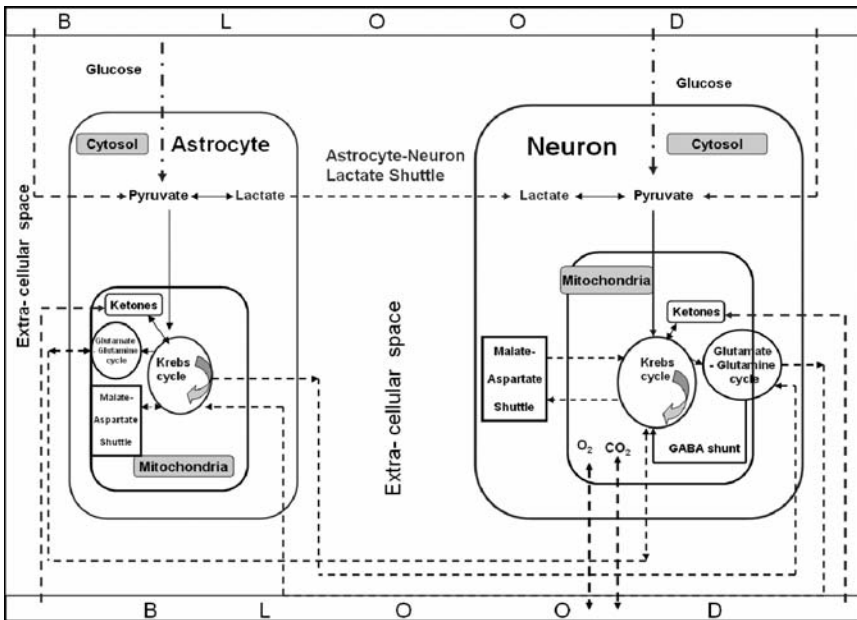 B L O O D
Glucose
Glucose
Cytosol
Astrocyte
Neuron
Cytosol
Astrocyte-Neuron
Lactate Shuttle
Pyruvate
Lactate
Lactate
Pyruvate
Extra- cellular space
Extra- cellular space
Mitochondria
Ketones
Ketones
Glutamate
- Glutamine
cycle
Krebs
cycle
Malate-
Aspartate
Shuttle
Mitochondria
Malate-
Aspartate
Shuttle
Krebs
cycle
Glutamate
- Glutamine
cycle
O2
CO2
GABA shunt
B L O O D